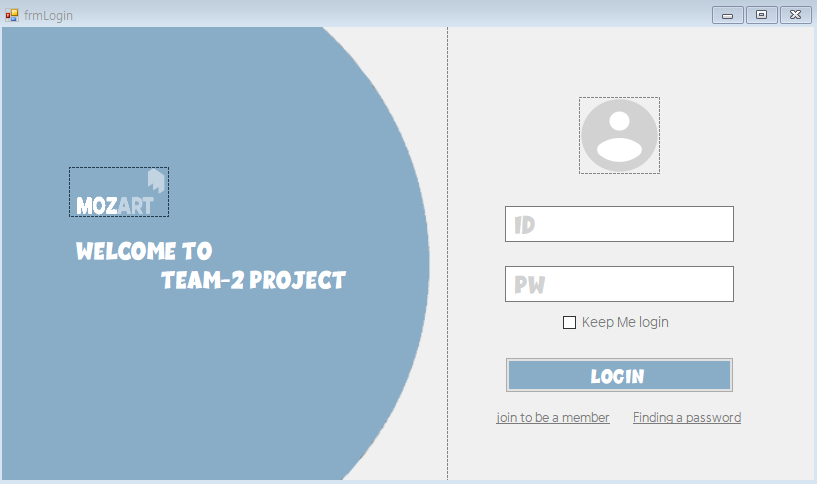 frmLogin
MOZART
WELCOME TO
TEAM-2 PROJECT
ID
PW
Keep Me login
LOGIN
join to be a member
Finding a password